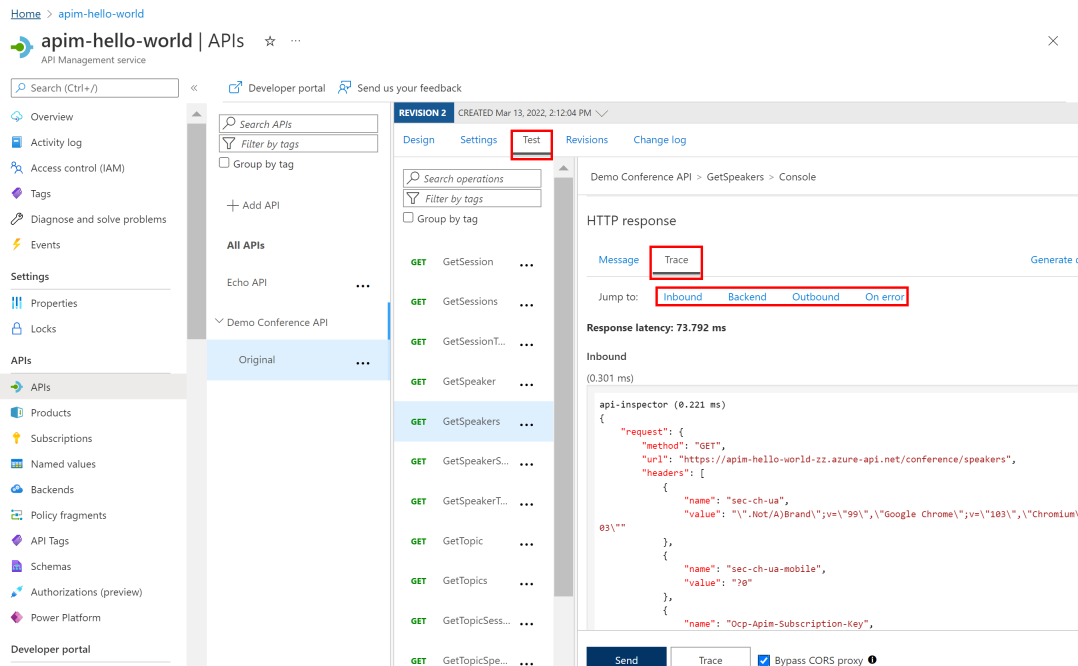 Home > apim-hello-world
apim-hello-world | APIs ☆ ...
API Management service
Search (Ctrl+/)
«
Overview
Activity log
Access control (IAM)
Tags
Diagnose and solve problems
Events
Settings
Properties
Locks
APIs
APIs
Products
Subscriptions
Named values
Backends
Policy fragments
API Tags
Schemas
Authorizations (preview)
Power Platform
Developer portal
Developer portal
Send us your feedback
Search APIs
Filter by tags
Group by tag
Add API
All APIs
Echo API ...
Demo Conference API
Original ...
REVISION 2 CREATED Mar 13, 2022, 2:12:04 PM
Design Settings Test Revisions Change log
Search operations
Filter by tags
Group by tag
GET GetSession ...
GET GetSessions ...
GET GetSessionT... ...
GET GetSpeaker ...
GET GetSpeakers ...
GET GetSpeakerS... ...
GET GetSpeakerT... ...
GET GetTopic ...
GET GetTopics ...
GET GetTopicSess... ...
GET GetTopicSpe... ...
Demo Conference API > GetSpeakers > Console
HTTP response
Message Trace Generate
Jump to: Inbound Backend Outbound On error
Response latency: 73.792 ms
Inbound
(0.301 ms)
api-inspector (0.221 ms)
{
"request": {
"method": "GET",
"url": "https://apim-hello-world-zz.azure-api.net/conference/speakers",
"headers": [
{
"name": "sec-ch-ua",
"value": "\".Not/A)Brand\";v=\"99\",\"Google Chrome\";v=\"103\",\"Chromium\
03\""
},
{
"name": "sec-ch-ua-mobile",
"value": "?0"
},
{
"name": "Ocp-Apim-Subscription-Key",
Send Trace Bypass CORS proxy